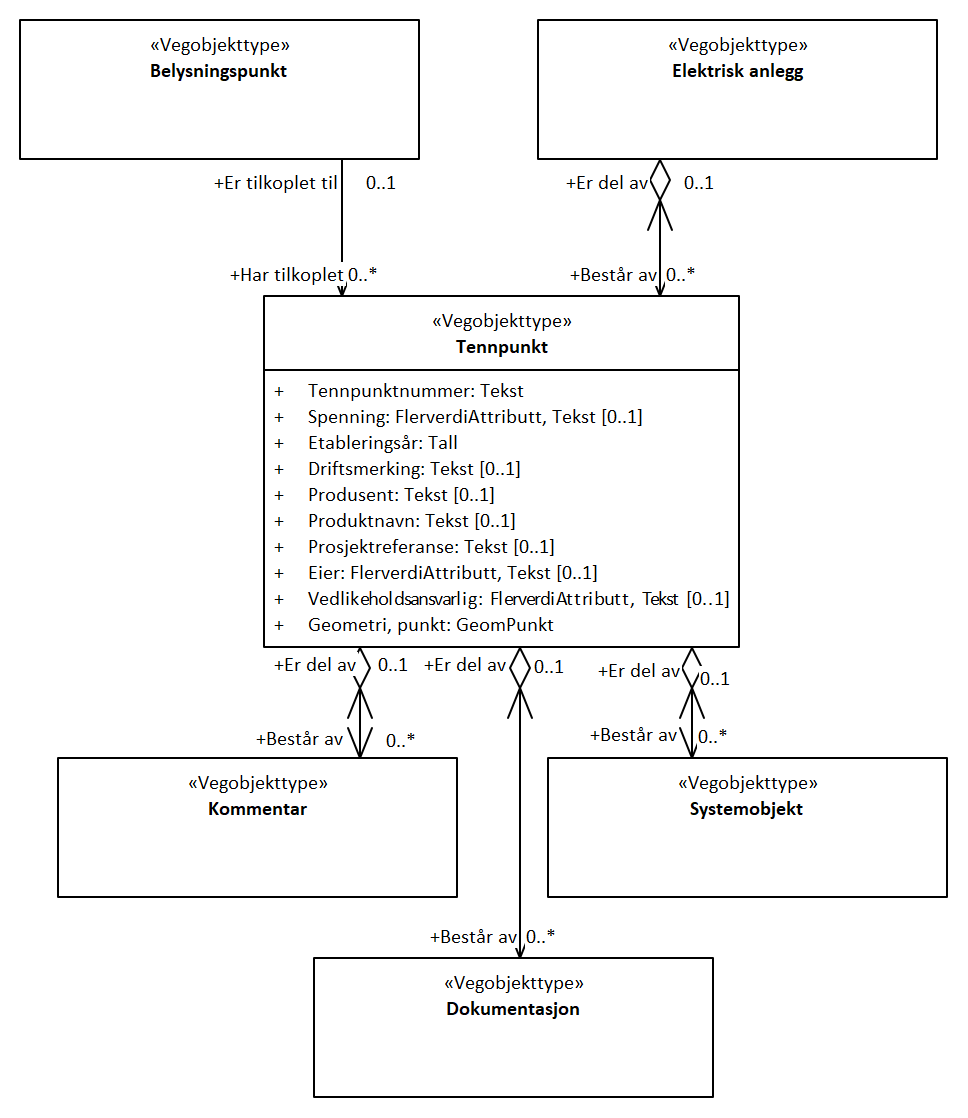 «Vegobjekttype»
Belysningspunkt
«Vegobjekttype»
Elektrisk anlegg
+Er tilkoplet til 0..1
+Er del av 0..1
+Har tilkoplet 0..*
+Består av 0..*
«Vegobjekttype»
Tennpunkt
+ Tennpunktnummer: Tekst
+ Spenning: FlerverdiAttributt, Tekst [0..1]
+ Etableringsår: Tall
+ Driftsmerking: Tekst [0..1]
+ Produsent: Tekst [0..1]
+ Produktnavn: Tekst [0..1]
+ Prosjektreferanse: Tekst [0..1]
+ Eier: FlerverdiAttributt, Tekst [0..1]
+ Vedlikeholdsansvarlig: FlerverdiAttributt, Tekst [0..1]
+ Geometri, punkt: GeomPunkt
+Er del av 0..1
+Er del av 0..1
+Er del av 0..1
+Består av 0..*
+Består av 0..*
«Vegobjekttype»
Kommentar
«Vegobjekttype»
Systemobjekt
+Består av 0..*
«Vegobjekttype»
Dokumentasjon